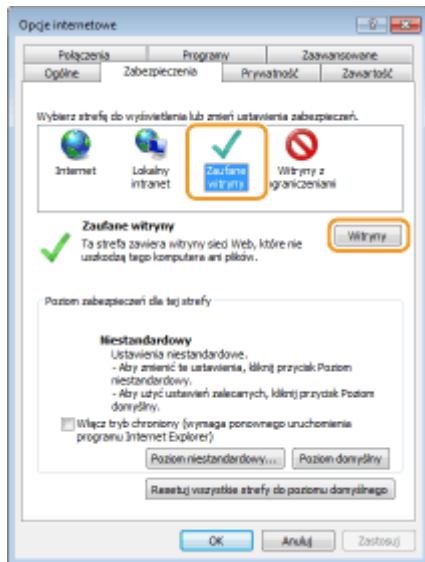 Opcje internetowe
Połączenia Programy Zaawansowane
Ogólne Zabezpieczenia Prywatność Zawartość
Wybierz strefę do wyświetlenia lub zmień ustawienia zabezpieczeń.
Internet Lokalny intranet Zaufane witryny Witryny z ograniczeniami
Zaufane witryny
Ta strefa zawiera witryny sieci Web, które nie
uszkodzą tego komputera ani plików.
Witryny
Poziom zabezpieczeń dla tej strefy
Niestandardowy
Ustawienia niestandardowe.
- Aby zmienić te ustawienia, kliknij przycisk Poziom
niestandardowy.
- Aby użyć ustawień zalecanych, kliknij przycisk Poziom
domyślny.
Włącz tryb chroniony (wymaga ponownego uruchomienia
programu Internet Explorer)
Poziom niestandardowy... Poziom domyślny
Resetuj wszystkie strefy do poziomu domyślnego
OK Anuluj Zastosuj